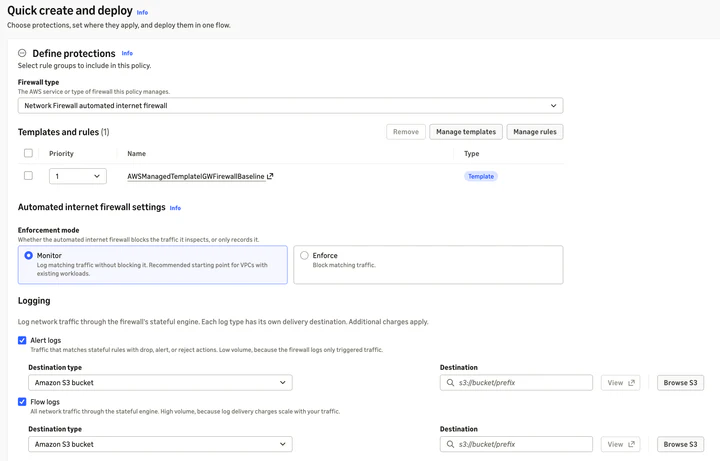 Quick create and deploy Info
Choose protections, set where they apply, and deploy them in one flow.
Define protections Info
Select rule groups to include in this policy.
Firewall type
The AWS service or type of firewall this policy manages.
Network Firewall automated internet firewall
Templates and rules (1)
Remove
Manage templates
Manage rules
Priority Name Type
1 AWSManagedTemplateIGWFirewallBaseline Template
Automated internet firewall settings Info
Enforcement mode
Whether the automated internet firewall blocks the traffic it inspects, or only records it.
Monitor
Log matching traffic without blocking it. Recommended starting point for VPCs with
existing workloads.
Enforce
Block matching traffic.
Logging
Log network traffic through the firewall's stateful engine. Each log type has its own delivery destination. Additional charges apply.
Alert logs
Traffic that matches stateful rules with drop, alert, or reject actions. Low volume, because the firewall logs only triggered traffic.
Destination type
Amazon S3 bucket
Destination
s3://bucket/prefix
View
Browse S3
Flow logs
All network traffic through the stateful engine. High volume, because log delivery charges scale with your traffic.
Destination type
Amazon S3 bucket
Destination
s3://bucket/prefix
View
Browse S3